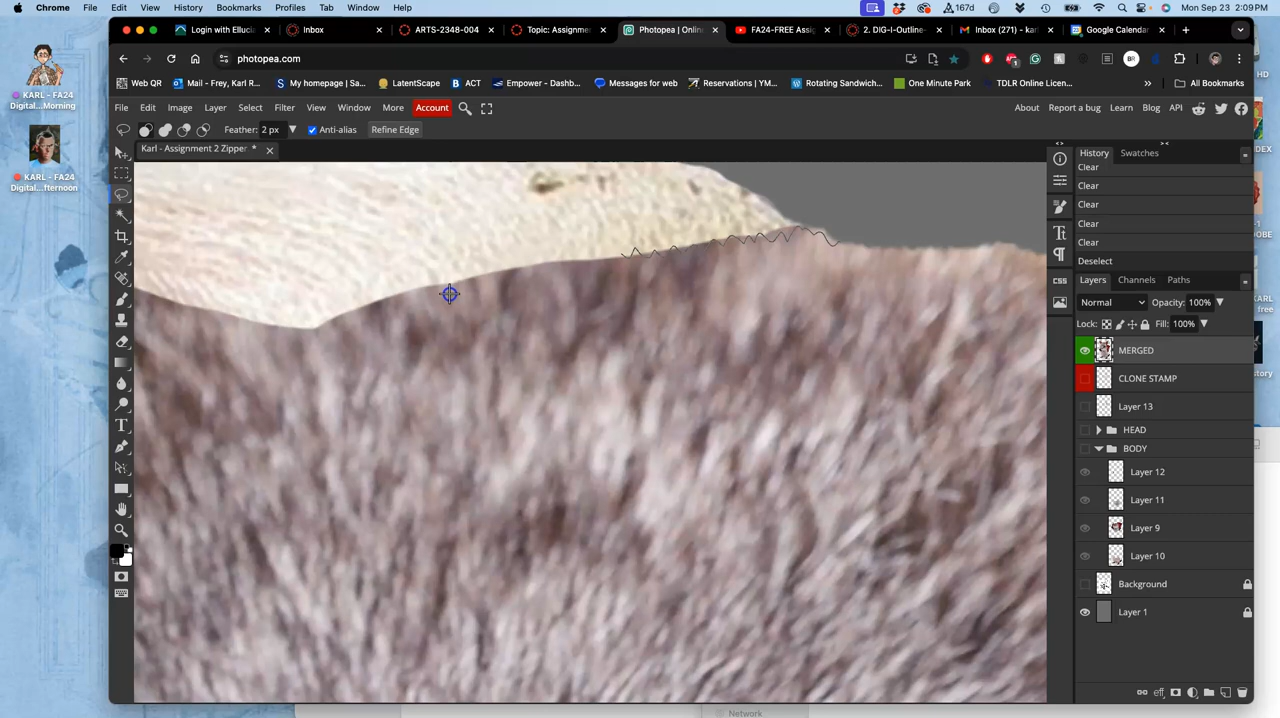 Chrome File Edit View History Bookmarks Profiles Tab Window Help 167d Mon Sep 23 2:09 PM
Login with Ellucia Inbox ARTS-2348-004 Topic: Assignme Photopea | Online FA24-FREE Assig 2. DIG-I-Outline- Inbox (271) - kar Google Calendar
photopea.com
Web QR Mail - Frey, Karl R... My homepage | Sa... LatentScape ACT Empower - Dashbo... Messages for web Reservations | YM... Rotating Sandwich... One Minute Park TDLR Online Licen... » All Bookmarks
File Edit Image Layer Select Filter View Window More Account About Report a bug Learn Blog API
Feather: 2 px Anti-alias Refine Edge
Karl - Assignment 2 Zipper *
KARL - FA24
Digital...Morning
KARL - FA24
Digital...fternoon
History Swatches
Clear
Clear
Clear
Clear
Clear
Deselect
CSS
Layers Channels Paths
Normal Opacity: 100%
Lock: Fill: 100%
MERGED
CLONE STAMP
Layer 13
HEAD
BODY
Layer 12
Layer 11
Layer 9
Layer 10
Background
Layer 1
Network